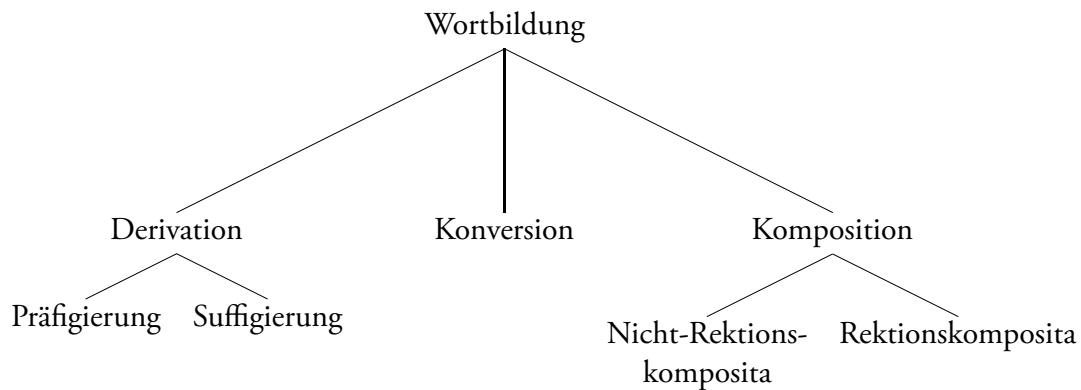 Wortbildung
Derivation Konversion Komposition
Präfigierung Suffigierung
Nicht-Rektions- Rektionskomposita
komposita